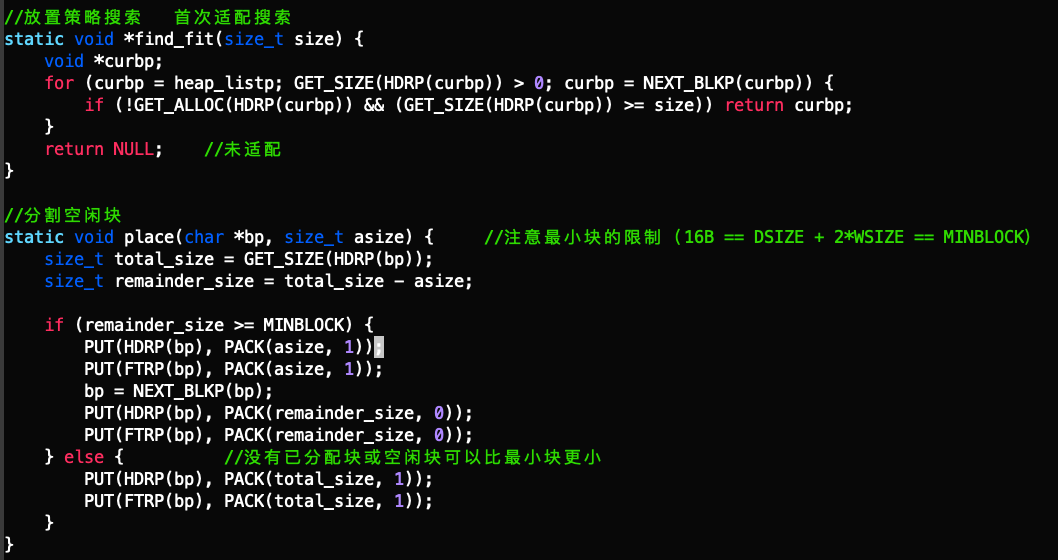 //放置策略搜索   首次适配搜索
static void *find_fit(size_t size) {
    void *curbp;
    for (curbp = heap_listp; GET_SIZE(HDRP(curbp)) > 0; curbp = NEXT_BLKP(curbp)) {
        if (!GET_ALLOC(HDRP(curbp)) && (GET_SIZE(HDRP(curbp)) >= size)) return curbp;
    }
    return NULL;    //未适配
}

//分割空闲块
static void place(char *bp, size_t asize) {     //注意最小块的限制 (16B == DSIZE + 2*WSIZE == MINBLOCK)
    size_t total_size = GET_SIZE(HDRP(bp));
    size_t remainder_size = total_size - asize;

    if (remainder_size >= MINBLOCK) {
        PUT(HDRP(bp), PACK(asize, 1));
        PUT(FTRP(bp), PACK(asize, 1));
        bp = NEXT_BLKP(bp);
        PUT(HDRP(bp), PACK(remainder_size, 0));
        PUT(FTRP(bp), PACK(remainder_size, 0));
    } else {          //没有已分配块或空闲块可以比最小块更小
        PUT(HDRP(bp), PACK(total_size, 1));
        PUT(FTRP(bp), PACK(total_size, 1));
    }
}